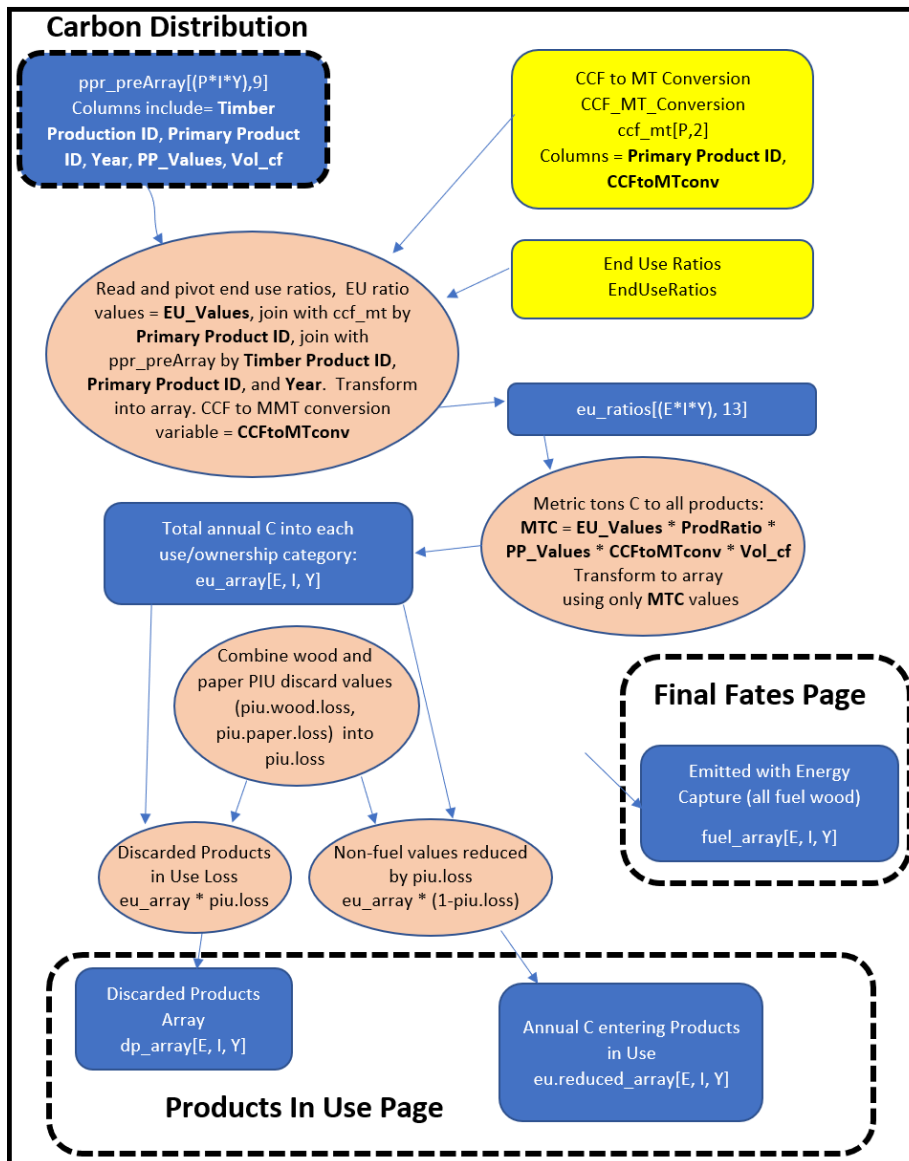 Carbon Distribution
ppr_preArray[(P*I*Y),9]
Columns include= Timber
Production ID, Primary Product
ID, Year, PP_Values, Vol_cf
CCF to MT Conversion
CCF_MT_Conversion
ccf_mt[P,2]
Columns = Primary Product ID,
CCFtoMTconv
End Use Ratios
EndUseRatios
Read and pivot end use ratios, EU ratio
values = EU_Values, join with ccf_mt by
Primary Product ID, join with
ppr_preArray by Timber Product ID,
Primary Product ID, and Year. Transform
into array. CCF to MMT conversion
variable = CCFtoMTconv
eu_ratios[(E*I*Y), 13]
Metric tons C to all products:
MTC = EU_Values * ProdRatio *
PP_Values * CCFtoMTconv * Vol_cf
Transform to array
using only MTC values
Total annual C into each
use/ownership category:
eu_array[E, I, Y]
Combine wood and
paper PIU discard values
(piu.wood.loss,
piu.paper.loss) into
piu.loss
Final Fates Page
Emitted with Energy
Capture (all fuel wood)
fuel_array[E, I, Y]
Discarded Products
in Use Loss
eu_array * piu.loss
Non-fuel values reduced
by piu.loss
eu_array * (1-piu.loss)
Discarded Products
Array
dp_array[E, I, Y]
Annual C entering Products
in Use
eu.reduced_array[E, I, Y]
Products In Use Page